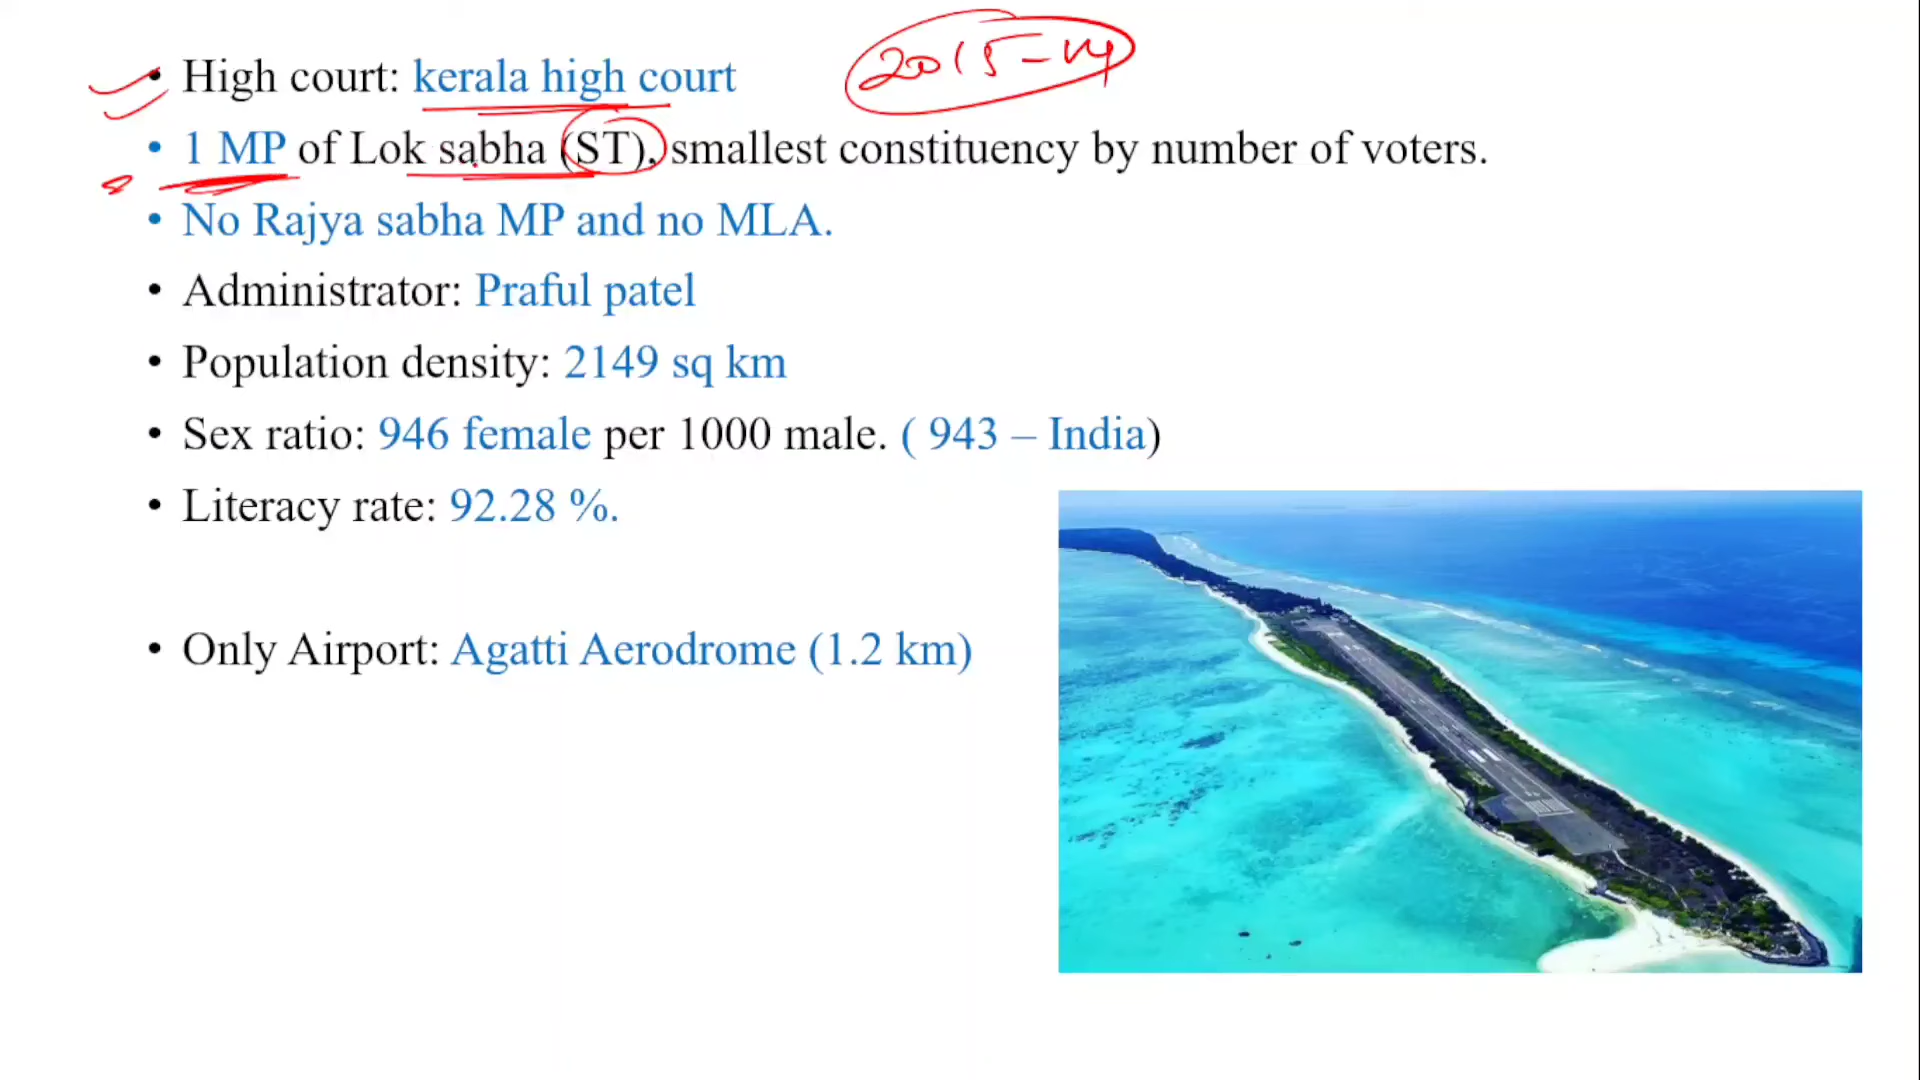 • High court: kerala high court
• 1 MP of Lok sabha (ST), smallest constituency by number of voters.
• No Rajya sabha MP and no MLA.
• Administrator: Praful patel
• Population density: 2149 sq km
• Sex ratio: 946 female per 1000 male. ( 943 – India)
• Literacy rate: 92.28 %.
• Only Airport: Agatti Aerodrome (1.2 km)